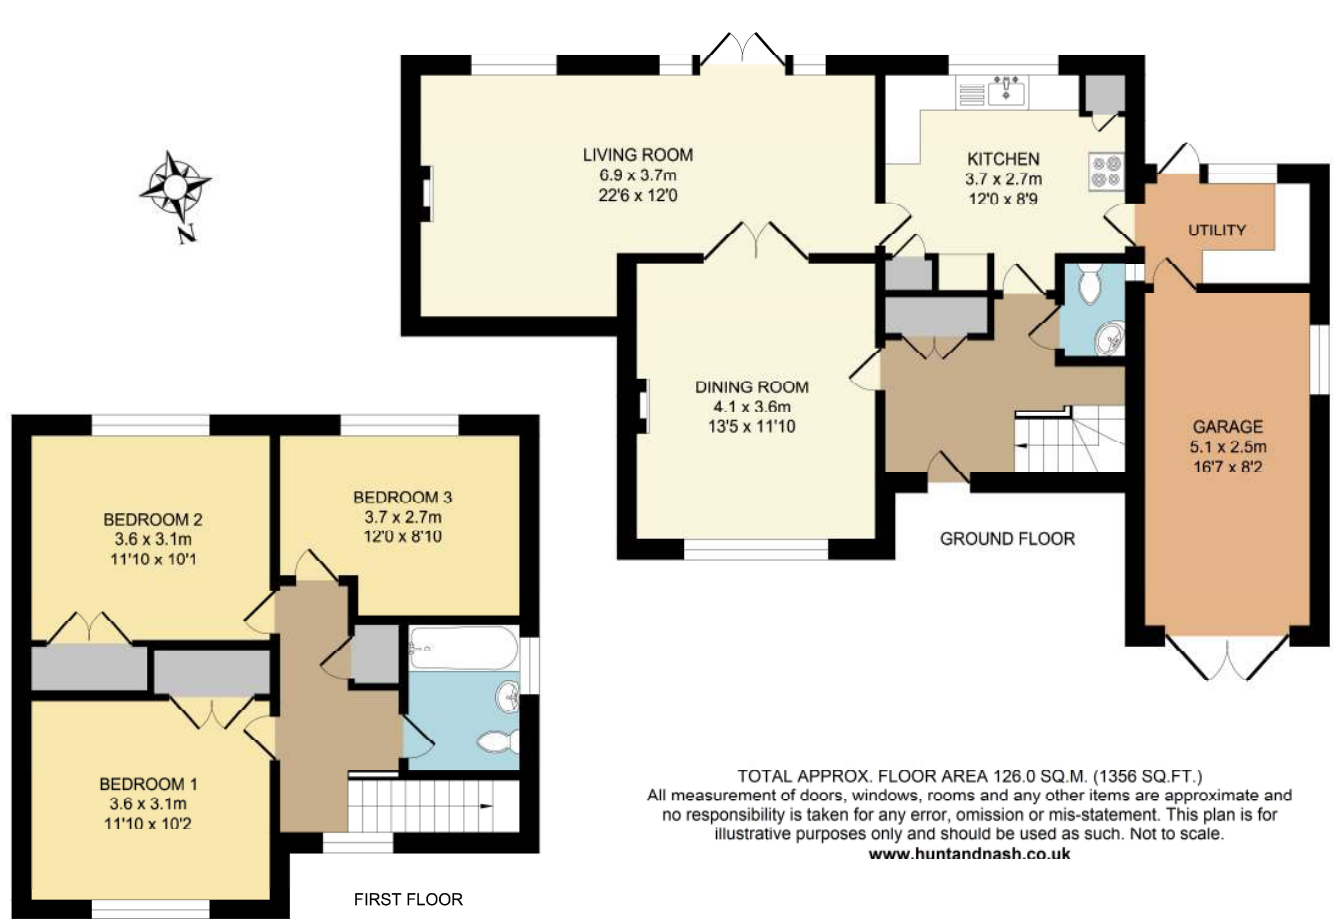 LIVING ROOM
6.9 x 3.7m
22'6 x 12'0
KITCHEN
3.7 x 2.7m
12'0 x 8'9
UTILITY
N
DINING ROOM
4.1 x 3.6m
13'5 x 11'10
GARAGE
5.1 x 2.5m
16'7 x 8'2
GROUND FLOOR
BEDROOM 2
3.6 x 3.1m
11'10 x 10'1
BEDROOM 3
3.7 x 2.7m
12'0 x 8'10
BEDROOM 1
3.6 x 3.1m
11'10 x 10'2
FIRST FLOOR
TOTAL APPROX. FLOOR AREA 126.0 SQ.M. (1356 SQ.FT.)
All measurement of doors, windows, rooms and any other items are approximate and
no responsibility is taken for any error, omission or mis-statement. This plan is for
illustrative purposes only and should be used as such. Not to scale.
www.huntandnash.co.uk